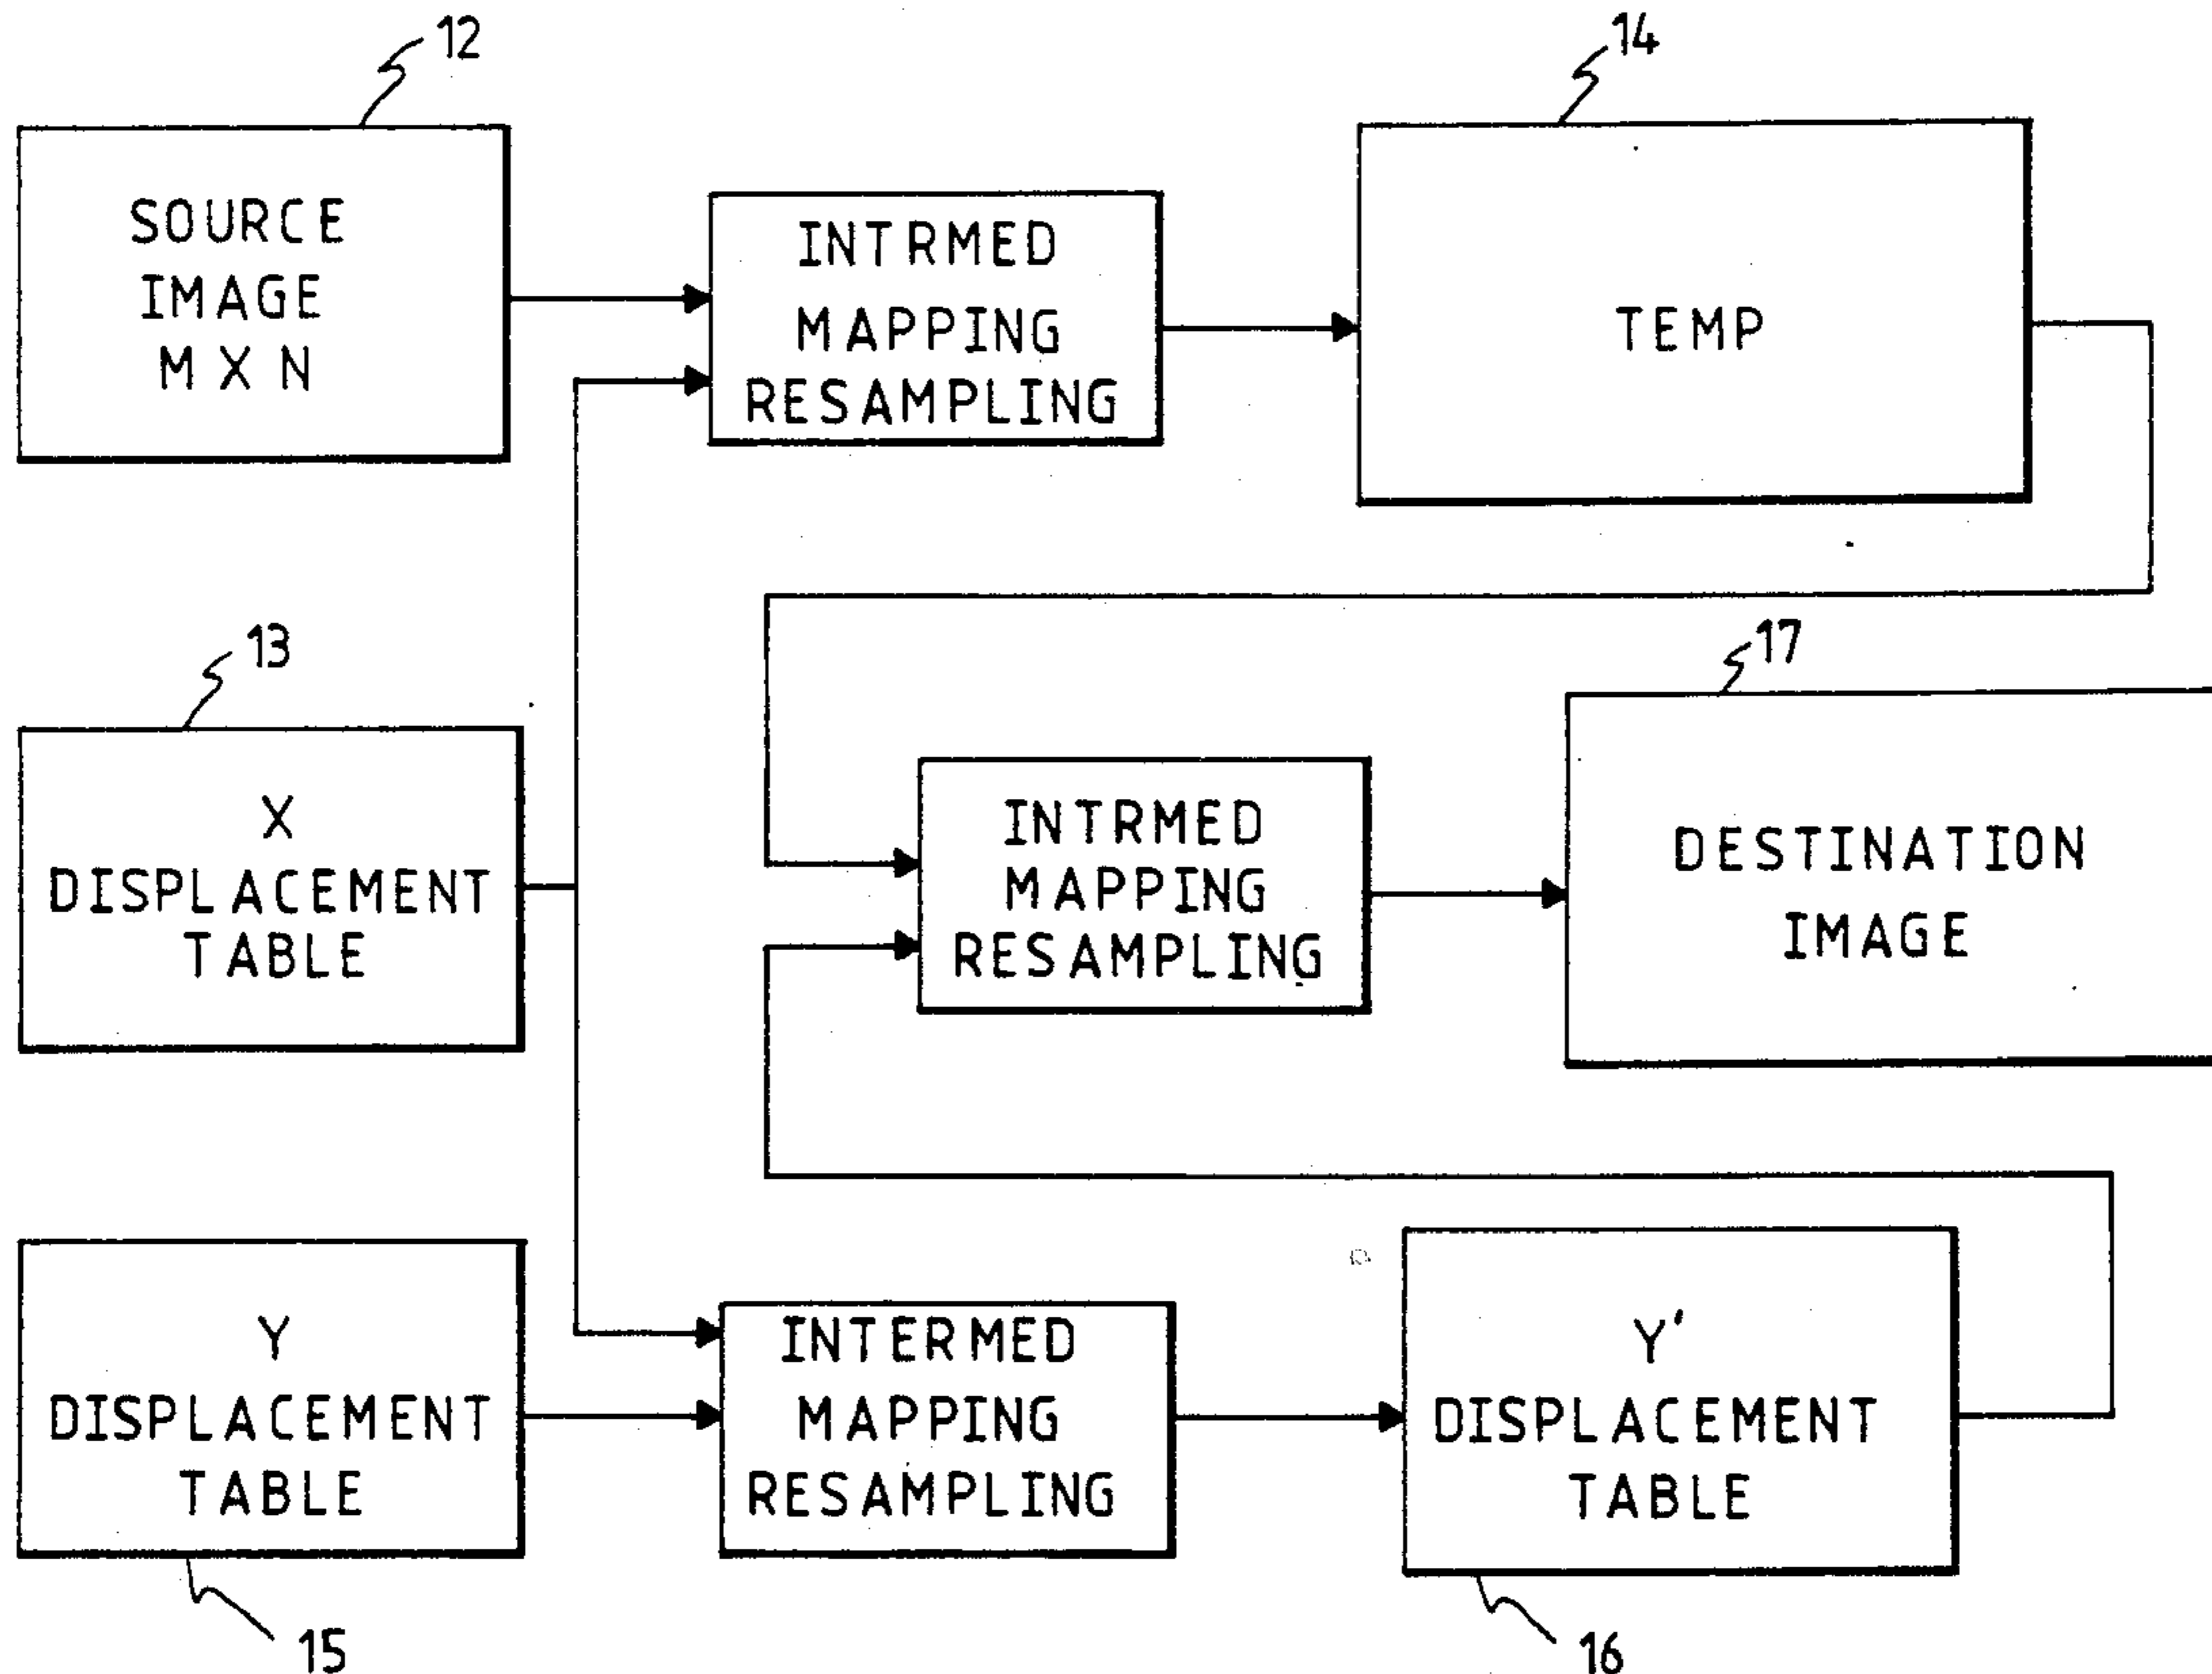 12
14
SOURCE
IMAGE
M X N
INTRMED
MAPPING
RESAMPLING
TEMP
13
17
X
DISPLACEMENT
TABLE
INTRMED
MAPPING
RESAMPLING
DESTINATION
IMAGE
Y
DISPLACEMENT
TABLE
INTERMED
MAPPING
RESAMPLING
Y'
DISPLACEMENT
TABLE
15
16